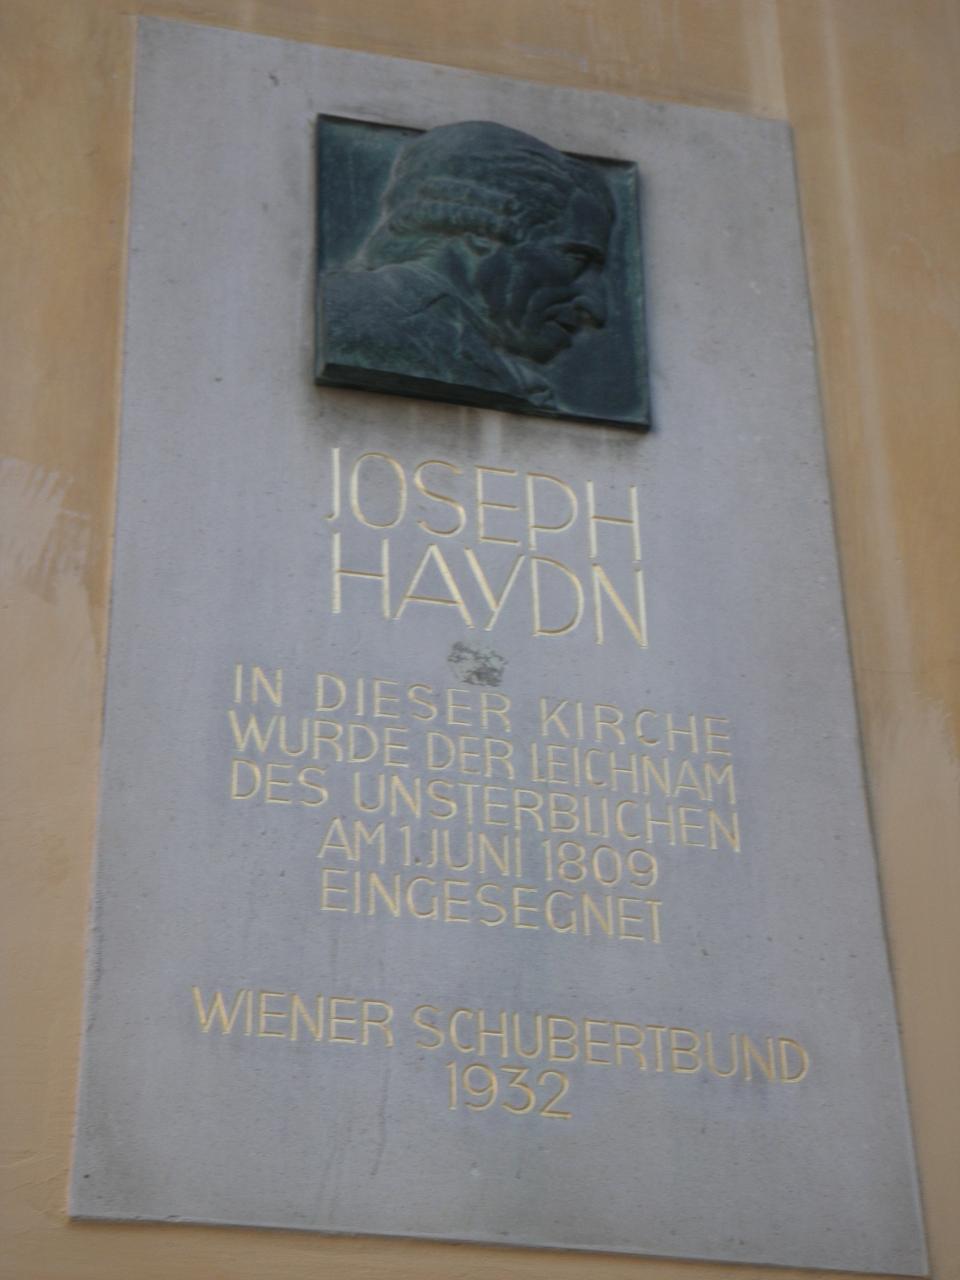 JOSEPH
HAYDN
IN DIESER KIRCHE
WURDE DER LEICHNAM
DES UNSTERBLICHEN
AM 1. JUNI 1809
EINGESEGNET
WIENER SCHUBERTBUND
1932